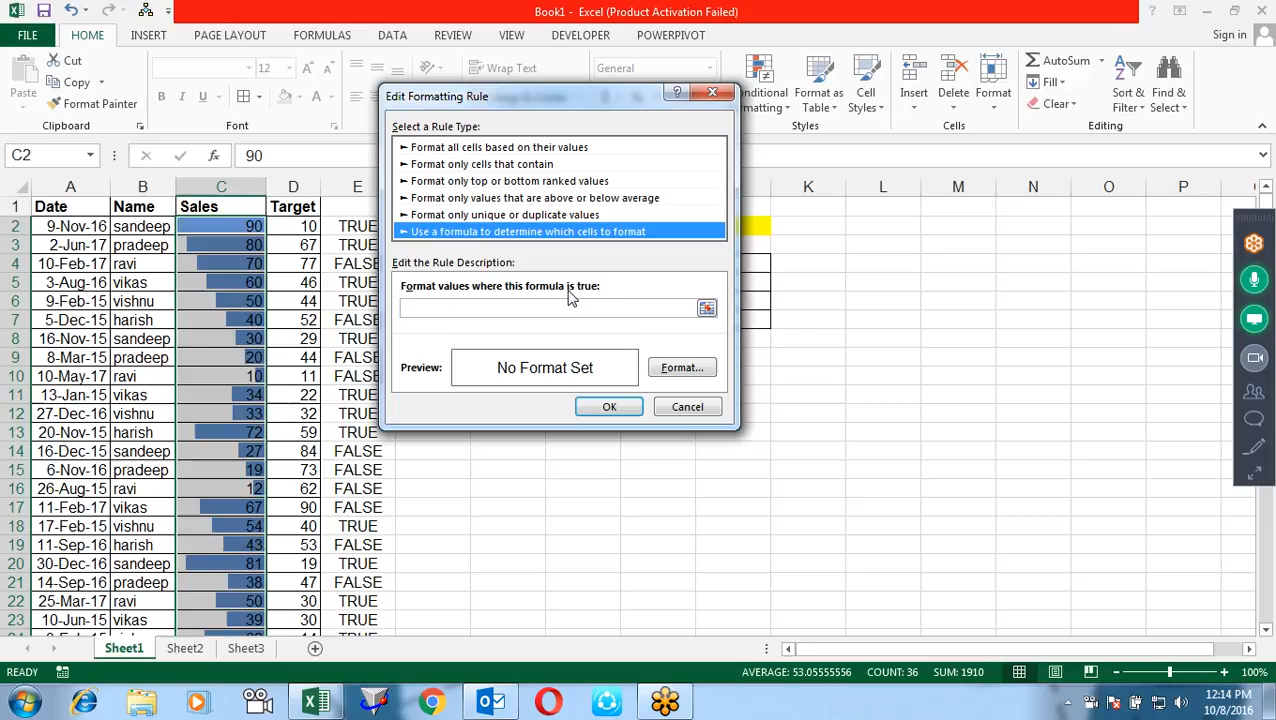 Book1 - Excel (Product Activation Failed)
FILE HOME INSERT PAGE LAYOUT FORMULAS DATA REVIEW VIEW DEVELOPER POWERPIVOT Sign in
Paste Cut Copy Format Painter
12 Wrap Text General
Conditional Formatting Format as Table Cell Styles Insert Delete Format
AutoSum Fill Clear Sort & Filter Find & Select
Clipboard Font Styles Cells Editing
C2 fx 90
A B C D E K L M N O P
1 Date Name Sales Target
2 9-Nov-16 sandeep 90 10 TRUE
3 2-Jun-17 pradeep 80 67 TRUE
4 10-Feb-17 ravi 70 77 FALSE
5 3-Aug-16 vikas 60 46 TRUE
6 9-Feb-16 vishnu 50 44 TRUE
7 5-Dec-15 harish 40 52 FALSE
8 16-Nov-15 sandeep 30 29 TRUE
9 8-Mar-15 pradeep 20 44 FALSE
10 10-May-17 ravi 10 11 FALSE
11 13-Jan-15 vikas 34 22 TRUE
12 27-Dec-15 vishnu 33 32 TRUE
13 20-Nov-15 harish 72 59 TRUE
14 16-Dec-15 sandeep 27 84 FALSE
15 6-Nov-16 pradeep 19 73 FALSE
16 26-Aug-15 ravi 12 62 FALSE
17 11-Feb-17 vikas 67 90 FALSE
18 17-Feb-15 vishnu 54 40 TRUE
19 11-Sep-16 harish 43 53 FALSE
20 30-Dec-16 sandeep 81 19 TRUE
21 14-Sep-16 pradeep 38 47 FALSE
22 25-Mar-17 ravi 50 30 TRUE
23 10-Jun-15 vikas 39 30 TRUE
Edit Formatting Rule
Select a Rule Type:
► Format all cells based on their values
► Format only cells that contain
► Format only top or bottom ranked values
► Format only values that are above or below average
► Format only unique or duplicate values
► Use a formula to determine which cells to format
Edit the Rule Description:
Format values where this formula is true:
Preview: No Format Set Format...
OK Cancel
Sheet1 Sheet2 Sheet3
READY AVERAGE: 53.05555556 COUNT: 36 SUM: 1910 100%
12:14 PM
10/8/2016